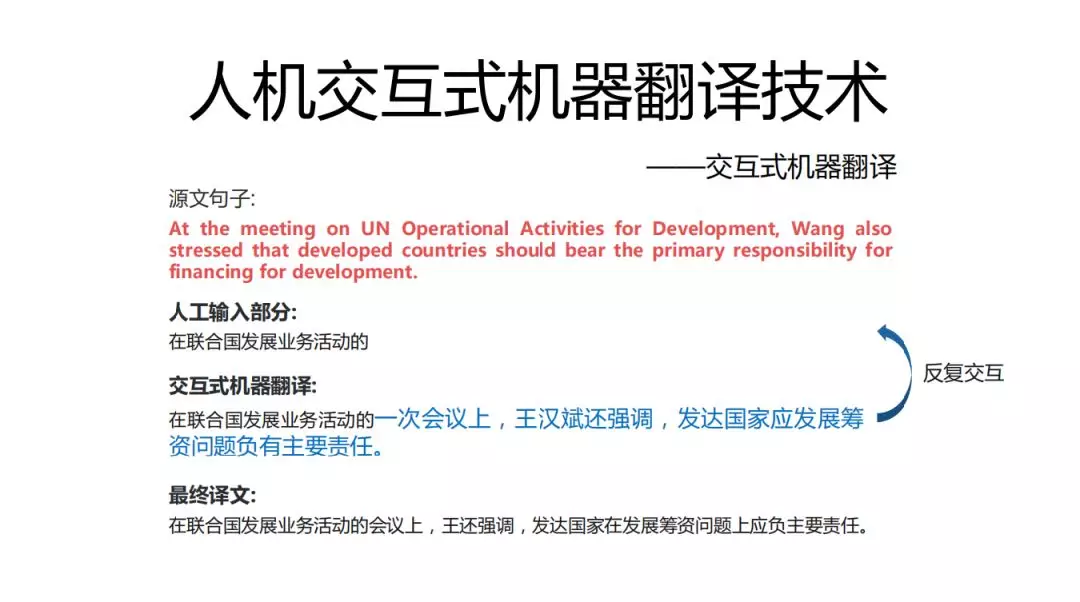 人机交互式机器翻译技术
——交互式机器翻译
源文句子:
At the meeting on UN Operational Activities for Development, Wang also
stressed that developed countries should bear the primary responsibility for
financing for development.
人工输入部分:
在联合国发展业务活动的
反复交互
交互式机器翻译:
在联合国发展业务活动的一次会议上，王汉斌还强调，发达国家应发展筹
资问题负有主要责任。
最终译文:
在联合国发展业务活动的会议上，王还强调，发达国家在发展筹资问题上应负主要责任。